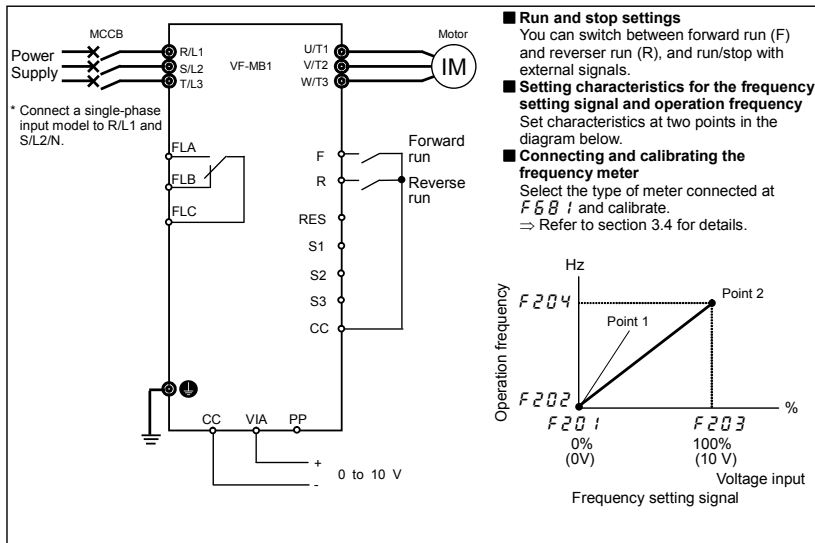 MCCB
Power
Supply
R/L1
S/L2
T/L3
VF-MB1
U/T1
V/T2
W/T3
Motor
IM
* Connect a single-phase
input model to R/L1 and
S/L2/N.
FLA
FLB
FLC
F
R
RES
S1
S2
S3
CC
Forward
run
Reverse
run
CC VIA PP
+
-
0 to 10 V
■ Run and stop settings
You can switch between forward run (F)
and reverser run (R), and run/stop with
external signals.
■ Setting characteristics for the frequency
setting signal and operation frequency
Set characteristics at two points in the
diagram below.
■ Connecting and calibrating the
frequency meter
Select the type of meter connected at
F681 and calibrate.
⇒ Refer to section 3.4 for details.
Hz
Operation frequency
F204
Point 2
Point 1
F202
%
F201 F203
0% 100%
(0V) (10 V)
Voltage input
Frequency setting signal